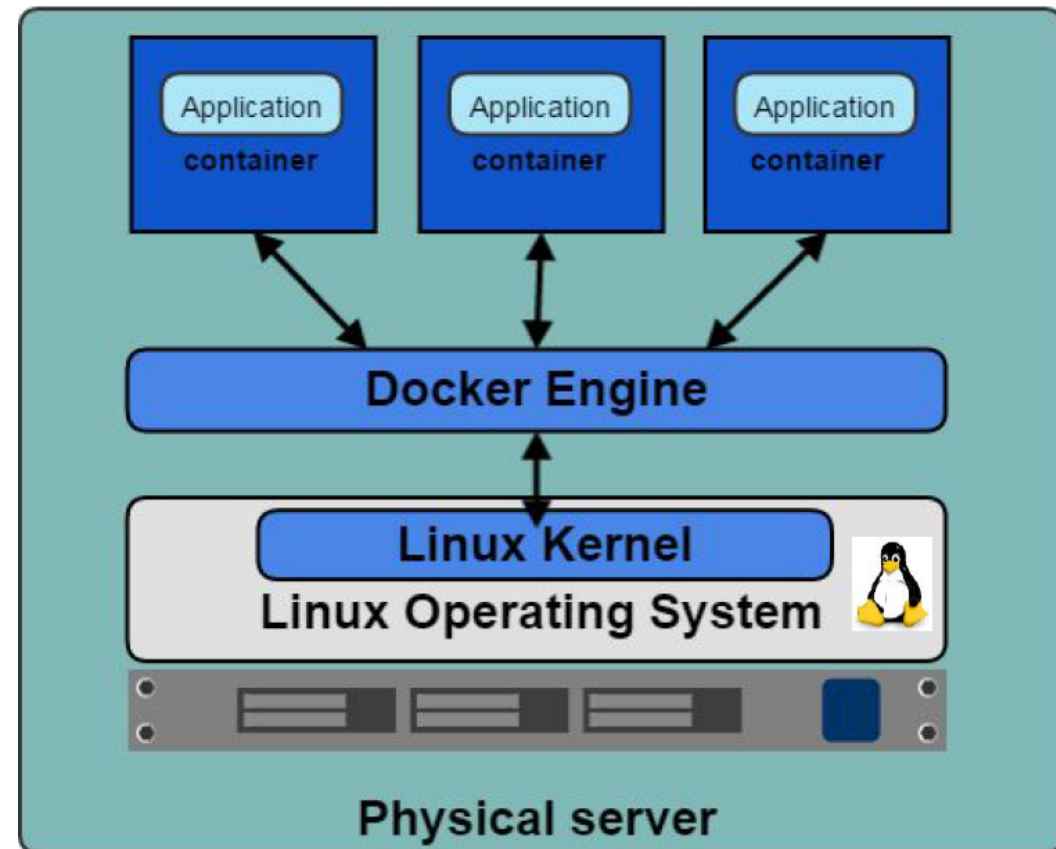 Application
container
Application
container
Application
container
Docker Engine
Linux Kernel
Linux Operating System
Physical server